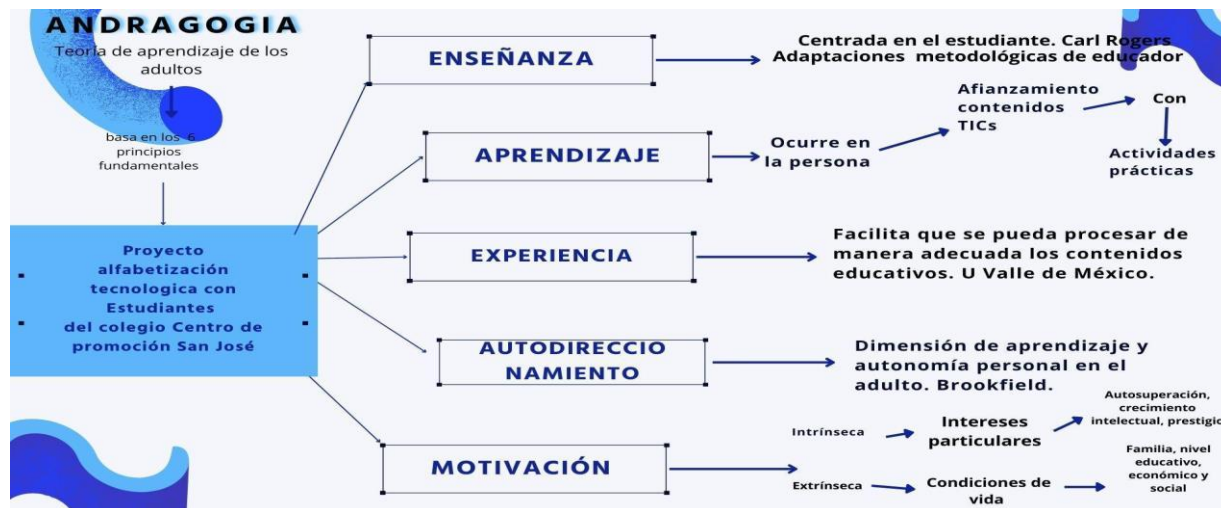 ANDRAGOGIA
Teoría de aprendizaje de los
adultos
basa en los 6
principios
fundamentales
Proyecto
alfabetización
tecnologica con
Estudiantes
del colegio Centro de
promoción San José
ENSEÑANZA
Centrada en el estudiante. Carl Rogers
Adaptaciones metodológicas de educador
APRENDIZAJE
Ocurre en
la persona
Afianzamiento
contenidos
TICs
Con
Actividades
prácticas
EXPERIENCIA
Facilita que se pueda procesar de
manera adecuada los contenidos
educativos. U Valle de México.
AUTODIRECCIO
NAMIENTO
Dimensión de aprendizaje y
autonomía personal en el
adulto. Brookfield.
MOTIVACIÓN
Intrínseca
Intereses
particulares
Autosuperación,
crecimiento
intelectual, prestigio
Extrínseca
Condiciones de
vida
Familia, nivel
educativo,
económico y
social